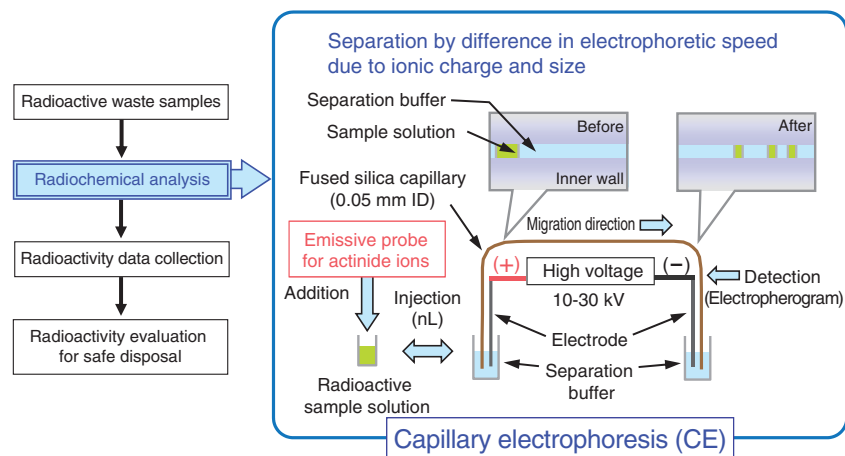 Radioactive waste samples
Radiochemical analysis
Radioactivity data collection
Radioactivity evaluation
for safe disposal
Separation by difference in electrophoretic speed
due to ionic charge and size
Separation buffer
Sample solution
Before
Inner wall
After
Fused silica capillary
(0.05 mm ID)
Migration direction
Emissive probe
for actinide ions
(+)
High voltage
(−)
10-30 kV
Detection
(Electropherogram)
Addition
Injection
(nL)
Electrode
Separation
buffer
Radioactive
sample solution
Capillary electrophoresis (CE)